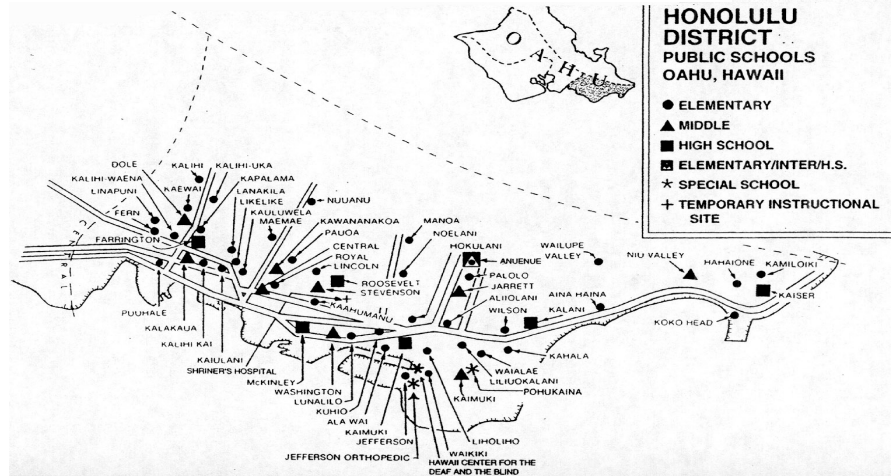 HONOLULU
DISTRICT
PUBLIC SCHOOLS
OAHU, HAWAII
ELEMENTARY
MIDDLE
HIGH SCHOOL
ELEMENTARY/INTER/H.S.
SPECIAL SCHOOL
TEMPORARY INSTRUCTIONAL
SITE
OAHU
DOLE
KALIHI
KALIHI-UKA
KALIHI-WAENA
KAPALAMA
LINAPUNI
KAEWAI
LANAKILA
LIKELIKE
NUUANU
FERN
KAULUWELA
MAEMAE
KAWANANAKOA
PAUOA
MANOA
NOELANI
FARRINGTON
CENTRAL
ROYAL
LINCOLN
HOKULANI
ANUENUE
WAILUPE
VALLEY
NIU VALLEY
HAHAIONE
KAMILOIKI
CENTRAL
ROOSEVELT
STEVENSON
PALOLO
JARRETT
ALIIOLANI
AINA HAINA
KAISER
KAAHUMANU
WILSON
KALANI
KOKO HEAD
PUUHALE
KALAKAUA
KALIHI KAI
KAIULANI
SHRINER'S HOSPITAL
McKINLEY
WASHINGTON
LUNALILO
KUHIO
ALA WAI
KAIMUKI
JEFFERSON
JEFFERSON ORTHOPEDIC
KAHALA
WAIALAE
LILIUOKALANI
POHUKAINA
KAIMUKI
LIHOLIHO
WAIKIKI
HAWAII CENTER FOR THE
DEAF AND THE BLIND